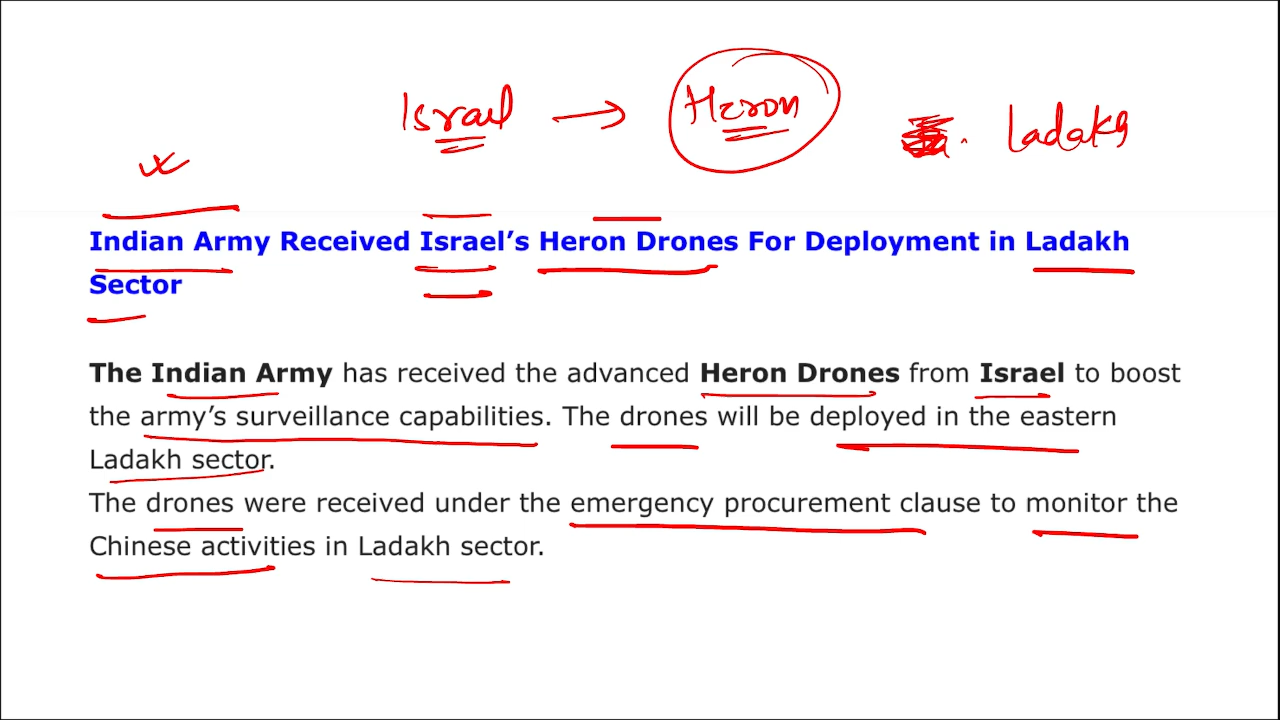 Israel → Heron Ladakh
Indian Army Received Israel's Heron Drones For Deployment in Ladakh
Sector
The Indian Army has received the advanced Heron Drones from Israel to boost
the army's surveillance capabilities. The drones will be deployed in the eastern
Ladakh sector.
The drones were received under the emergency procurement clause to monitor the
Chinese activities in Ladakh sector.